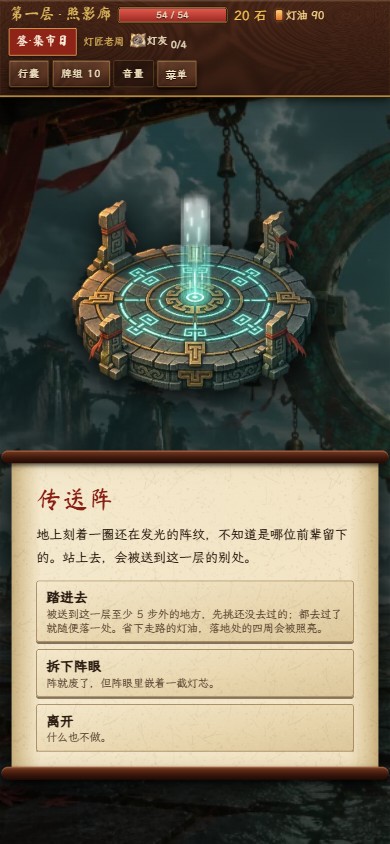 第一层·照影廊 54 / 54 20 石 灯油 90
签·集市日 灯匠老周 灯灰 0/4
行囊 牌组 10 音量 菜单
传送阵
地上刻着一圈还在发光的阵纹，不知道是哪位前辈留下
的。站上去，会被送到这一层的别处。
踏进去
被送到这一层至少 5 步外的地方，先挑还没去过的；都去过了
就随便落一处。省下走路的灯油，落地处的四周会被照亮。
拆下阵眼
阵就废了，但阵眼里嵌着一截灯芯。
离开
什么也不做。